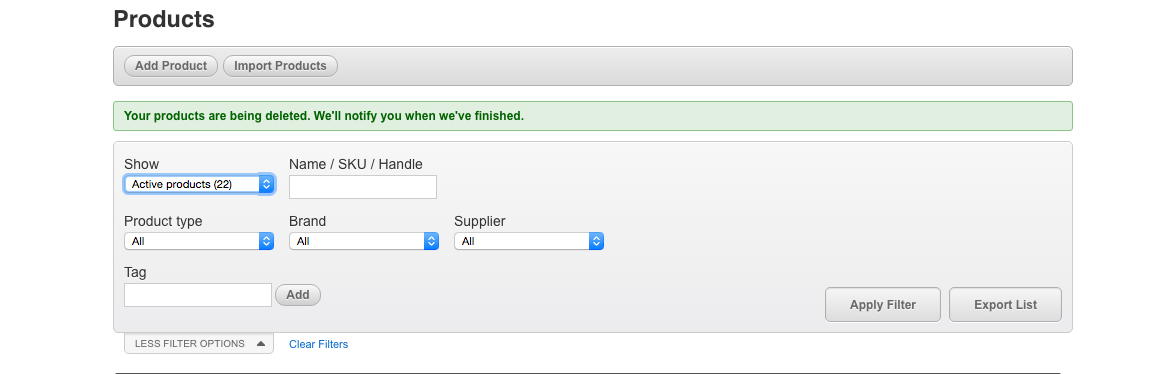 Products
Add Product Import Products
Your products are being deleted. We'll notify you when we've finished.
Show Name / SKU / Handle
Active products (22)
Product type Brand Supplier
All All All
Tag
Add
Apply Filter Export List
LESS FILTER OPTIONS Clear Filters